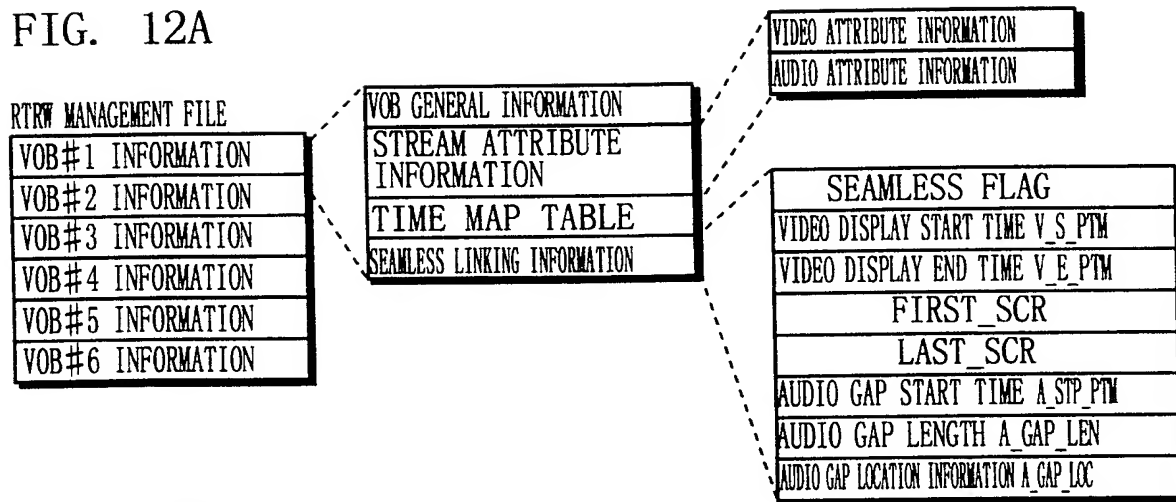 FIG. 12A
RTRW MANAGEMENT FILE
VOB#1 INFORMATION
VOB#2 INFORMATION
VOB#3 INFORMATION
VOB#4 INFORMATION
VOB#5 INFORMATION
VOB#6 INFORMATION
VOB GENERAL INFORMATION
STREAM ATTRIBUTE
INFORMATION
TIME MAP TABLE
SEAMLESS LINKING INFORMATION
VIDEO ATTRIBUTE INFORMATION
AUDIO ATTRIBUTE INFORMATION
SEAMLESS FLAG
VIDEO DISPLAY START TIME V_S_PTM
VIDEO DISPLAY END TIME V_E_PTM
FIRST_SCR
LAST_SCR
AUDIO GAP START TIME A_STP_PTM
AUDIO GAP LENGTH A_GAP_LEN
AUDIO GAP LOCATION INFORMATION A_GAP_LOC